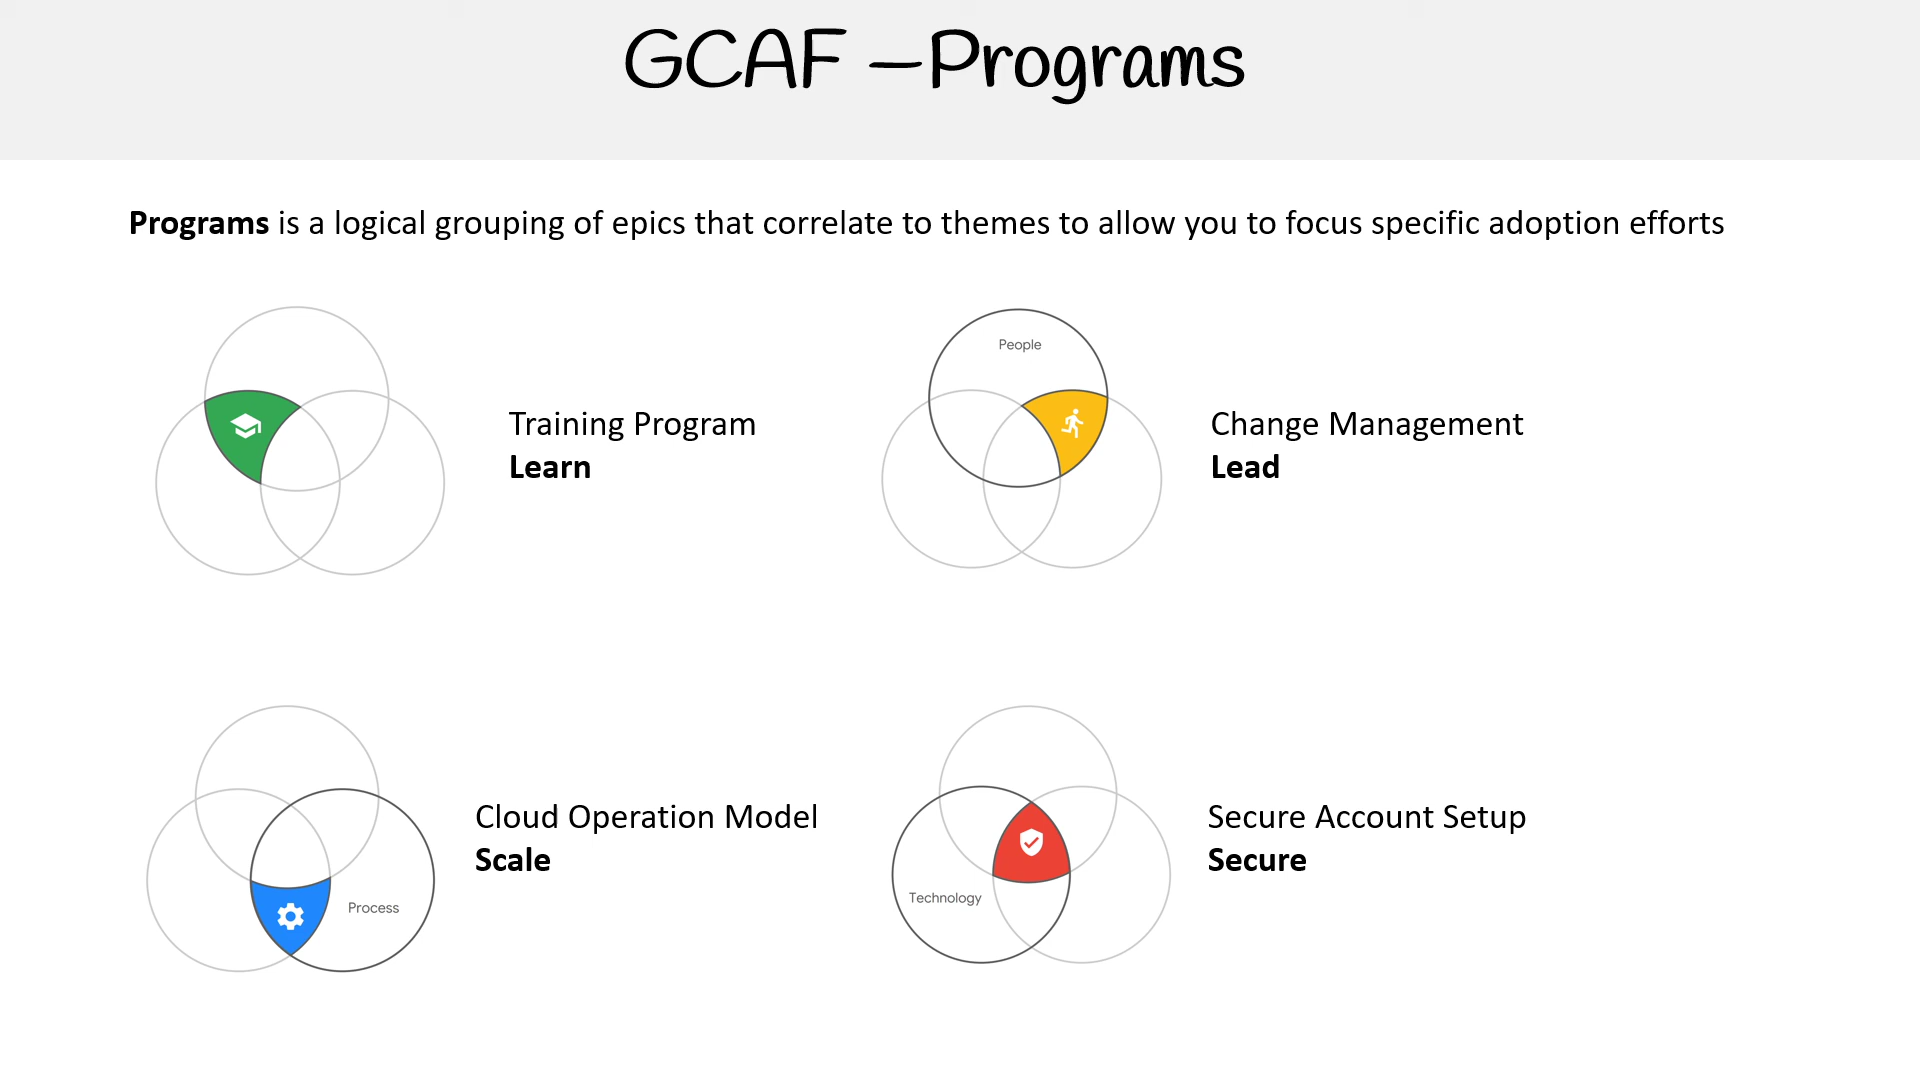 GCAF –Programs
Programs is a logical grouping of epics that correlate to themes to allow you to focus specific adoption efforts
Training Program
Learn
People
Change Management
Lead
Process
Cloud Operation Model
Scale
Technology
Secure Account Setup
Secure